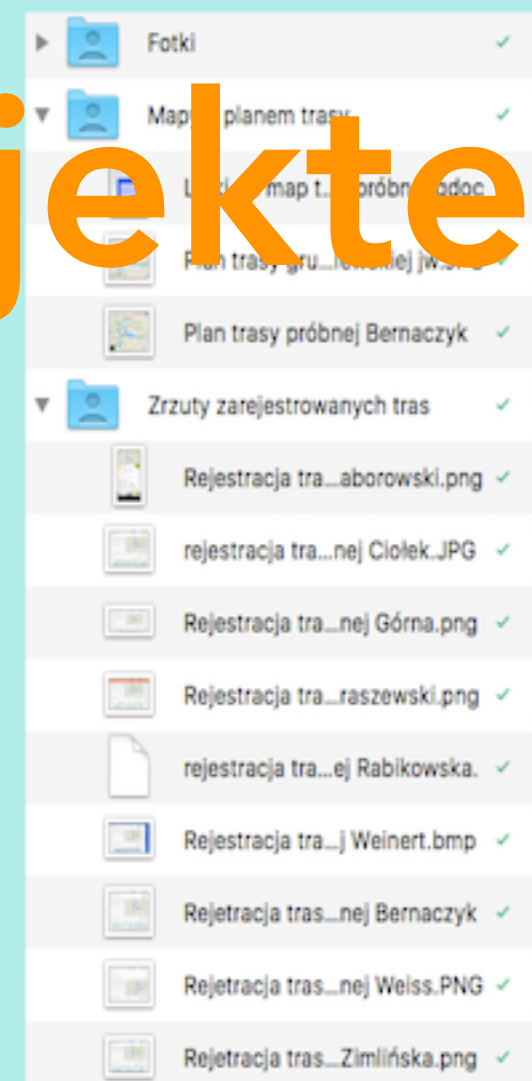 Fotki
jekte
Mapy planem trasy
map t... próbn
Plan trasy gru...
Plan trasy próbnej Bernaczyk
Zrzuty zarejestrowanych tras
Rejestracja tra...aborowski.png
rejestracja tra...nej Ciołek.JPG
Rejestracja tra...nej Górna.png
Rejestracja tra...raszewski.png
rejestracja tra...ej Rabikowska.
Rejestracja tra...j Weinert.bmp
Rejetracja tras...nej Bernaczyk
Rejetracja tras...nej Weiss.PNG
Rejetracja tras...Zimlińska.png